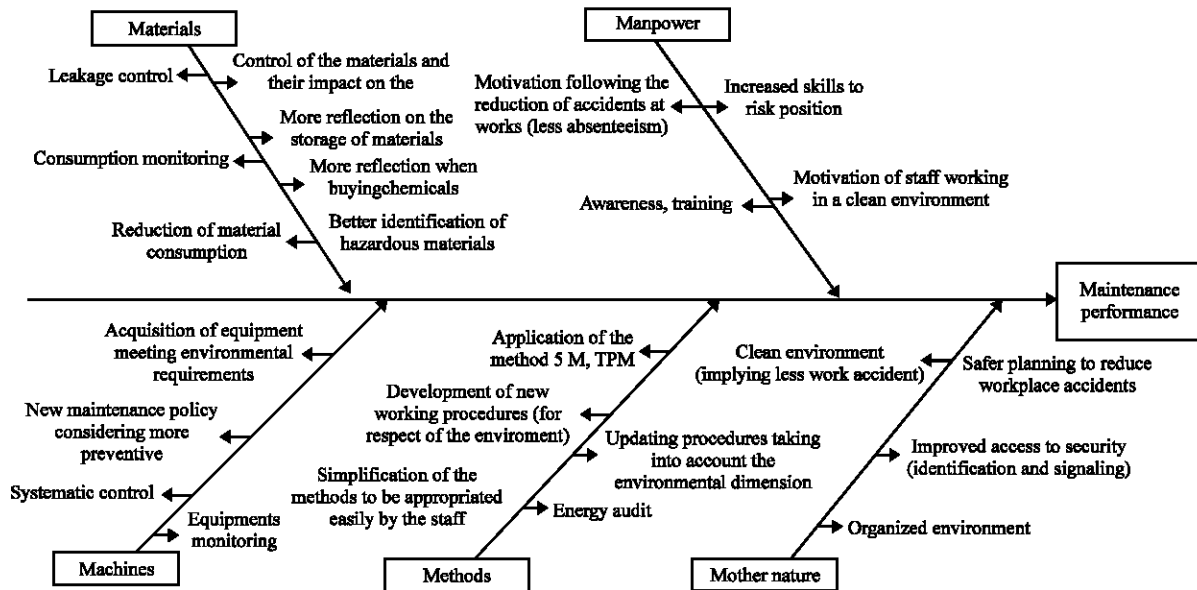 Materials
Leakage control
Control of the materials and
their impact on the
More reflection on the
storage of materials
Consumption monitoring
More reflection when
buyingchemicals
Reduction of material
consumption
Better identification of
hazardous materials
Manpower
Motivation following the
reduction of accidents at
works (less absenteeism)
Increased skills to
risk position
Awareness, training
Motivation of staff working
in a clean environment
Maintenance
performance
Acquisition of equipment
meeting environmental
requirements
New maintenance policy
considering more
preventive
Systematic control
Equipments
monitoring
Machines
Application of the
method 5 M, TPM
Development of new
working procedures (for
respect of the enviroment)
Updating procedures taking
into account the
environmental dimension
Simplification of the
methods to be appropriated
easily by the staff
Energy audit
Methods
Clean environment
(implying less work accident)
Safer planning to reduce
workplace accidents
Improved access to security
(identification and signaling)
Organized environment
Mother nature